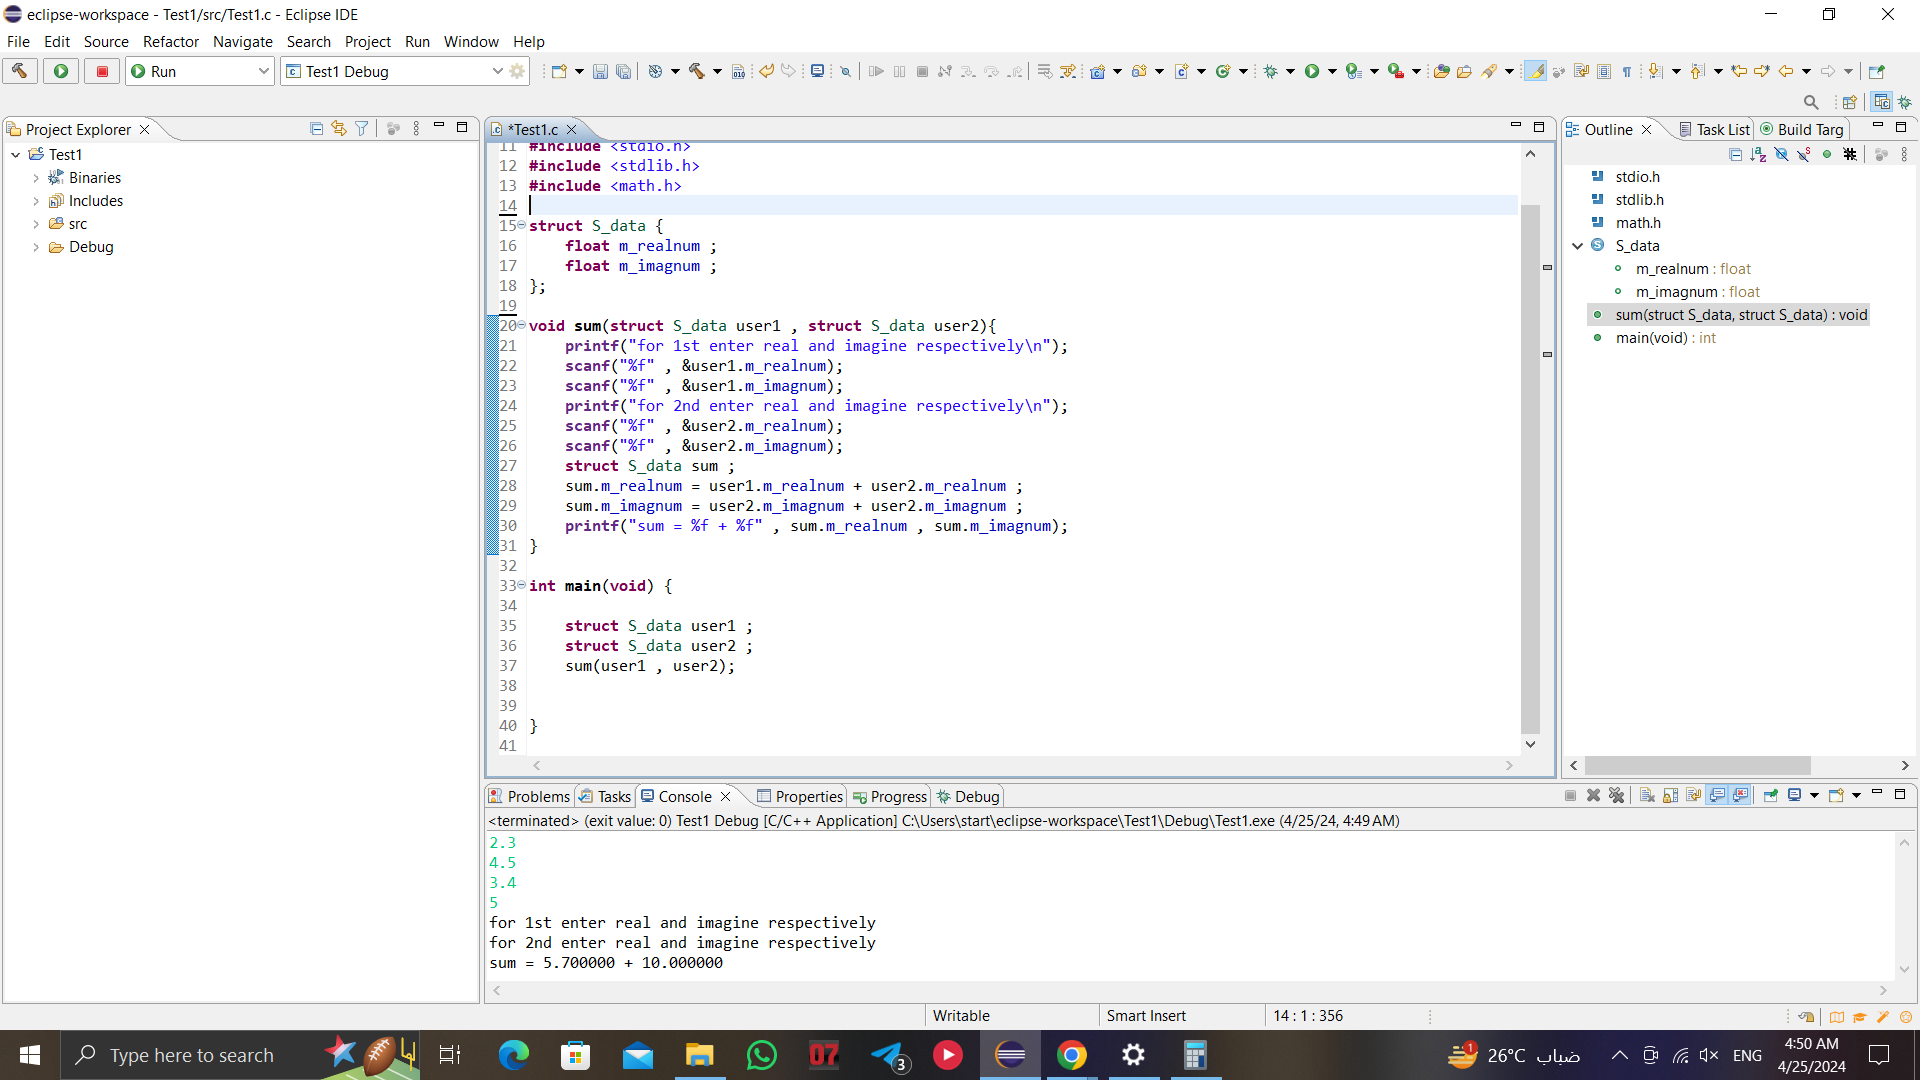 eclipse-workspace - Test1/src/Test1.c - Eclipse IDE
File Edit Source Refactor Navigate Search Project Run Window Help
Run
Test1 Debug
Project Explorer
Test1
Binaries
Includes
src
Debug
*Test1.c
11 #include <stdio.h>
12 #include <stdlib.h>
13 #include <math.h>
14
15 struct S_data {
16     float m_realnum ;
17     float m_imagnum ;
18 };
19
20 void sum(struct S_data user1 , struct S_data user2){
21     printf("for 1st enter real and imagine respectively\n");
22     scanf("%f" , &user1.m_realnum);
23     scanf("%f" , &user1.m_imagnum);
24     printf("for 2nd enter real and imagine respectively\n");
25     scanf("%f" , &user2.m_realnum);
26     scanf("%f" , &user2.m_imagnum);
27     struct S_data sum ;
28     sum.m_realnum = user1.m_realnum + user2.m_realnum ;
29     sum.m_imagnum = user2.m_imagnum + user2.m_imagnum ;
30     printf("sum = %f + %f" , sum.m_realnum , sum.m_imagnum);
31 }
32
33 int main(void) {
34
35     struct S_data user1 ;
36     struct S_data user2 ;
37     sum(user1 , user2);
38
39
40 }
41
Outline Task List Build Targ
stdio.h
stdlib.h
math.h
S_data
m_realnum : float
m_imagnum : float
sum(struct S_data, struct S_data) : void
main(void) : int
Problems Tasks Console Properties Progress Debug
<terminated> (exit value: 0) Test1 Debug [C/C++ Application] C:\Users\start\eclipse-workspace\Test1\Debug\Test1.exe (4/25/24, 4:49 AM)
2.3
4.5
3.4
5
for 1st enter real and imagine respectively
for 2nd enter real and imagine respectively
sum = 5.700000 + 10.000000
Writable Smart Insert 14 : 1 : 356
Type here to search
07
3
1
26°C ضباب
ENG
4:50 AM
4/25/2024